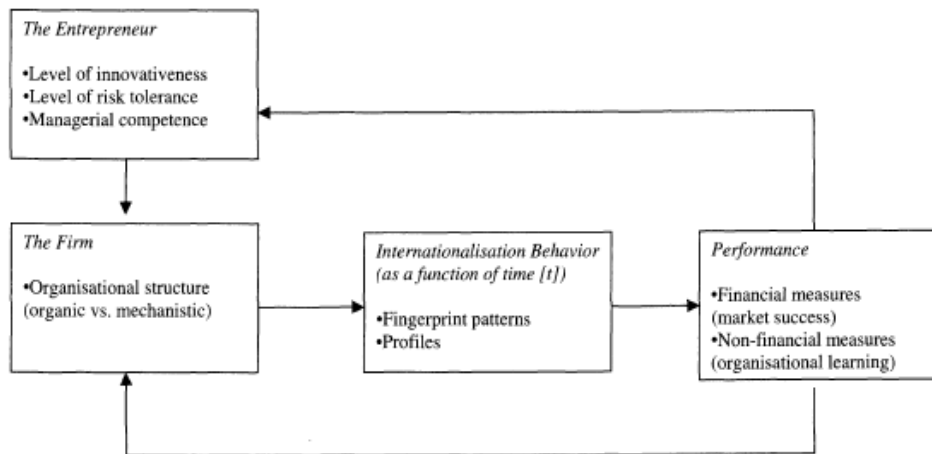 The Entrepreneur
•Level of innovativeness
•Level of risk tolerance
•Managerial competence
The Firm
•Organisational structure
(organic vs. mechanistic)
Internationalisation Behavior
(as a function of time [t])
•Fingerprint patterns
•Profiles
Performance
•Financial measures
(market success)
•Non-financial measures
(organisational learning)